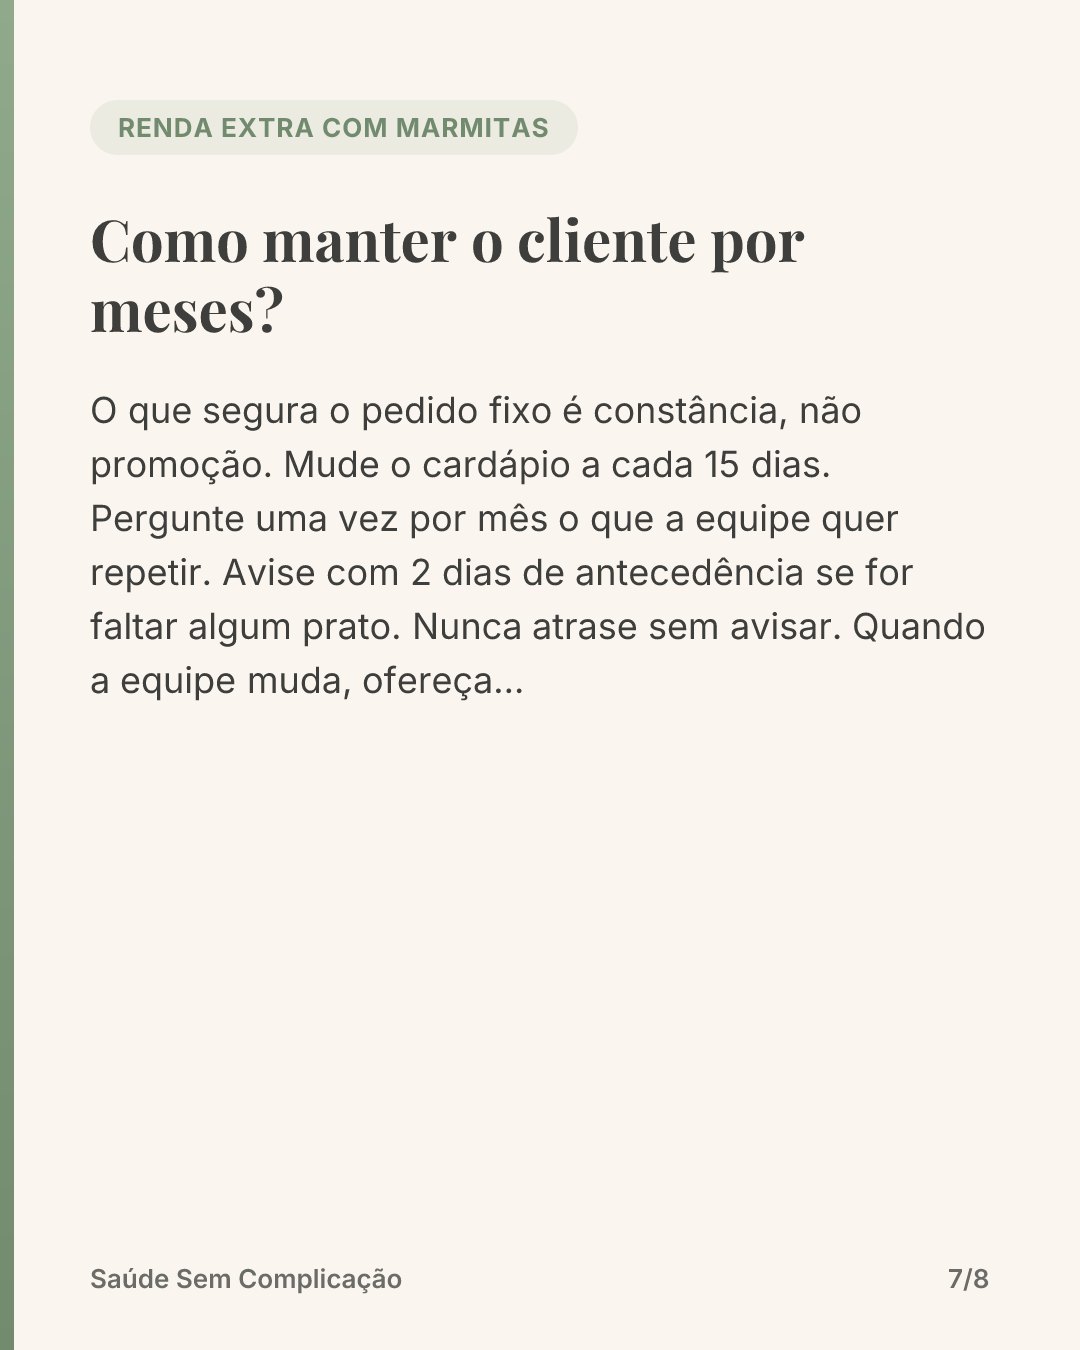 RENDA EXTRA COM MARMITAS
Como manter o cliente por
meses?
O que segura o pedido fixo é constância, não
promoção. Mude o cardápio a cada 15 dias.
Pergunte uma vez por mês o que a equipe quer
repetir. Avise com 2 dias de antecedência se for
faltar algum prato. Nunca atrase sem avisar. Quando
a equipe muda, ofereça...
Saúde Sem Complicação
7/8